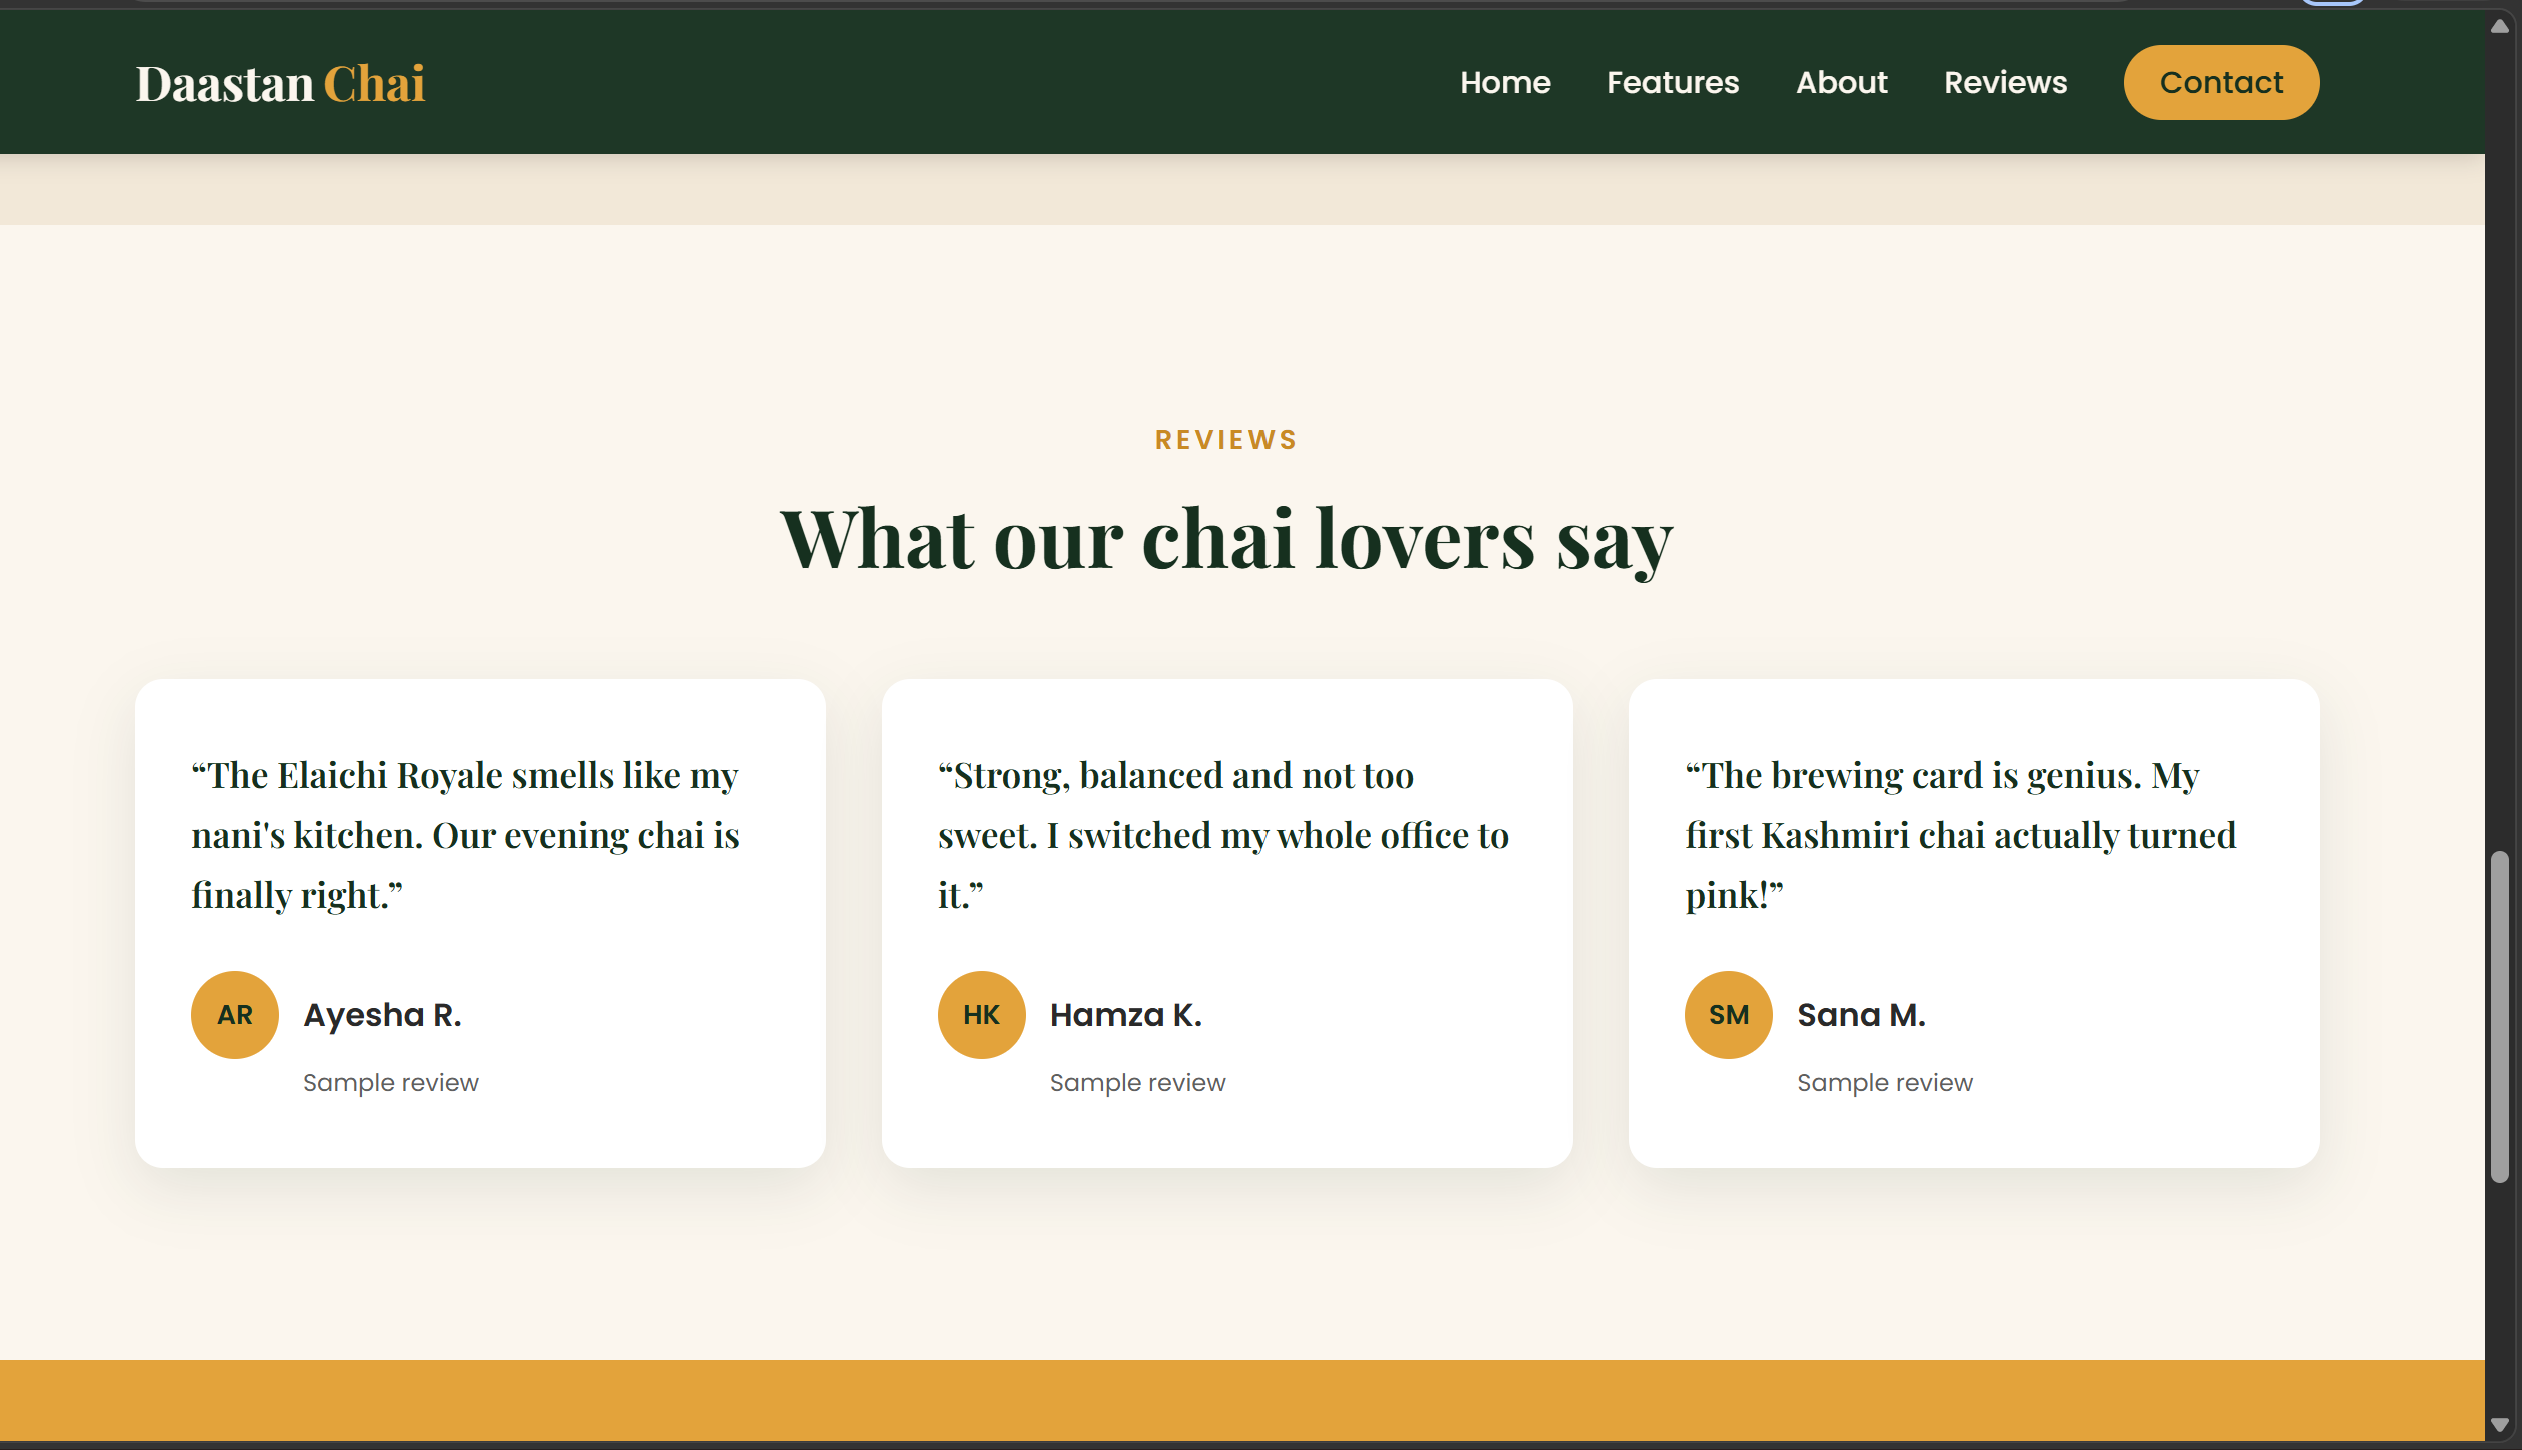 Daastan Chai
Home Features About Reviews Contact
REVIEWS
What our chai lovers say
“The Elaichi Royale smells like my
nani's kitchen. Our evening chai is
finally right.”
AR Ayesha R.
Sample review
“Strong, balanced and not too
sweet. I switched my whole office to
it.”
HK Hamza K.
Sample review
“The brewing card is genius. My
first Kashmiri chai actually turned
pink!”
SM Sana M.
Sample review